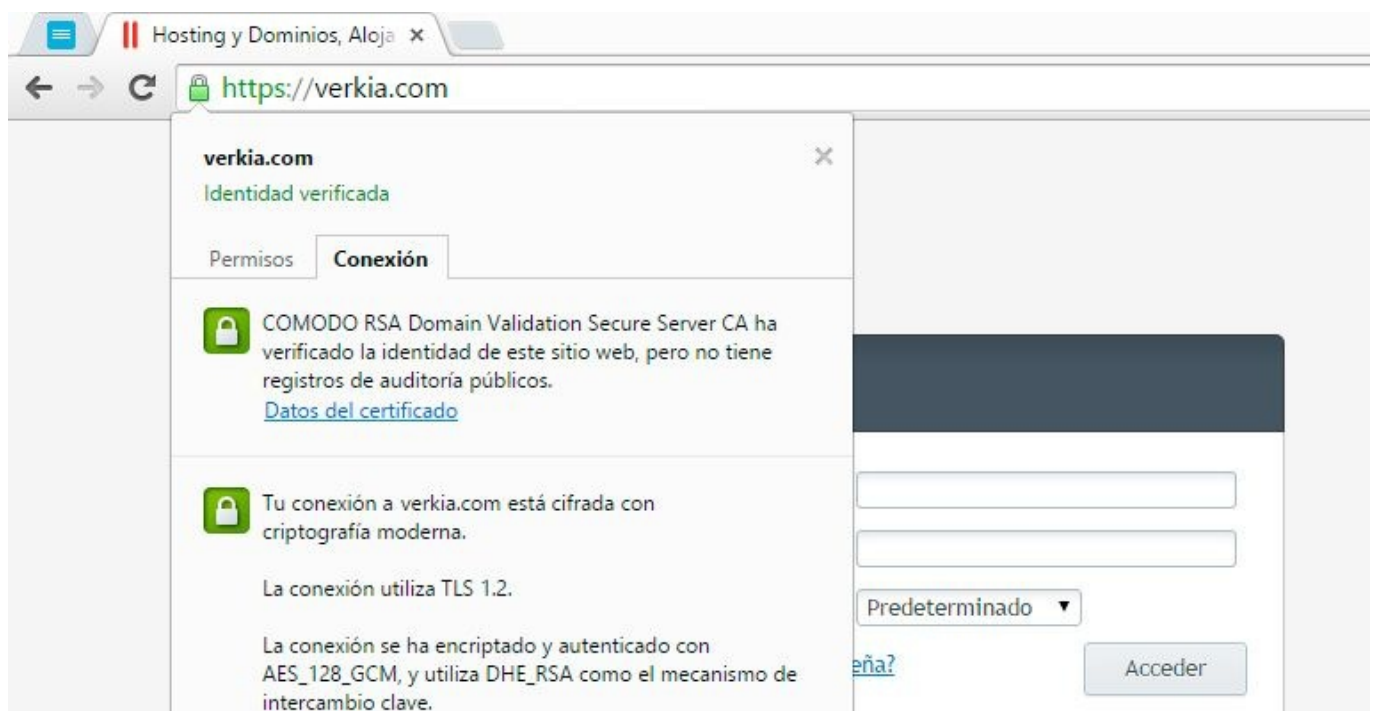 Hosting y Dominios, Aloja
https://verkia.com
verkia.com
Identidad verificada
Permisos Conexión
COMODO RSA Domain Validation Secure Server CA ha
verificado la identidad de este sitio web, pero no tiene
registros de auditoría públicos.
Datos del certificado
Tu conexión a verkia.com está cifrada con
criptografía moderna.
La conexión utiliza TLS 1.2.
La conexión se ha encriptado y autenticado con
AES_128_GCM, y utiliza DHE_RSA como el mecanismo de
intercambio clave.
Predeterminado
eña?
Acceder